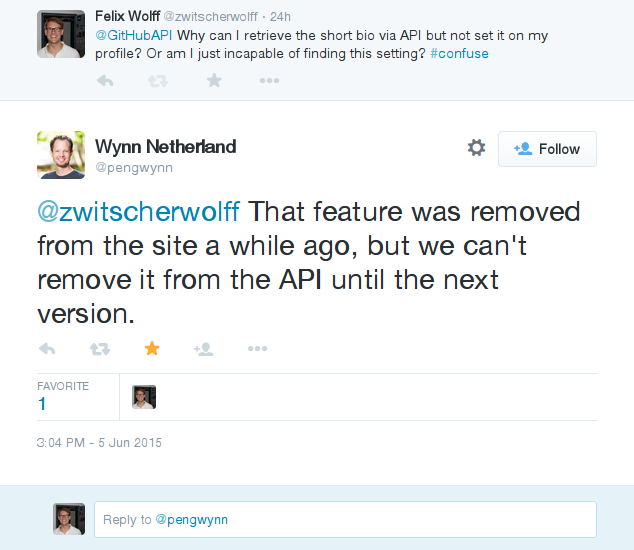 Felix Wolff @zwitscherwolff · 24h
@GitHubAPI Why can I retrieve the short bio via API but not set it on my
profile? Or am I just incapable of finding this setting? #confuse
Wynn Netherland
@pengwynn
Follow
@zwitscherwolff That feature was removed
from the site a while ago, but we can't
remove it from the API until the next
version.
FAVORITE
1
3:04 PM - 5 Jun 2015
Reply to @pengwynn